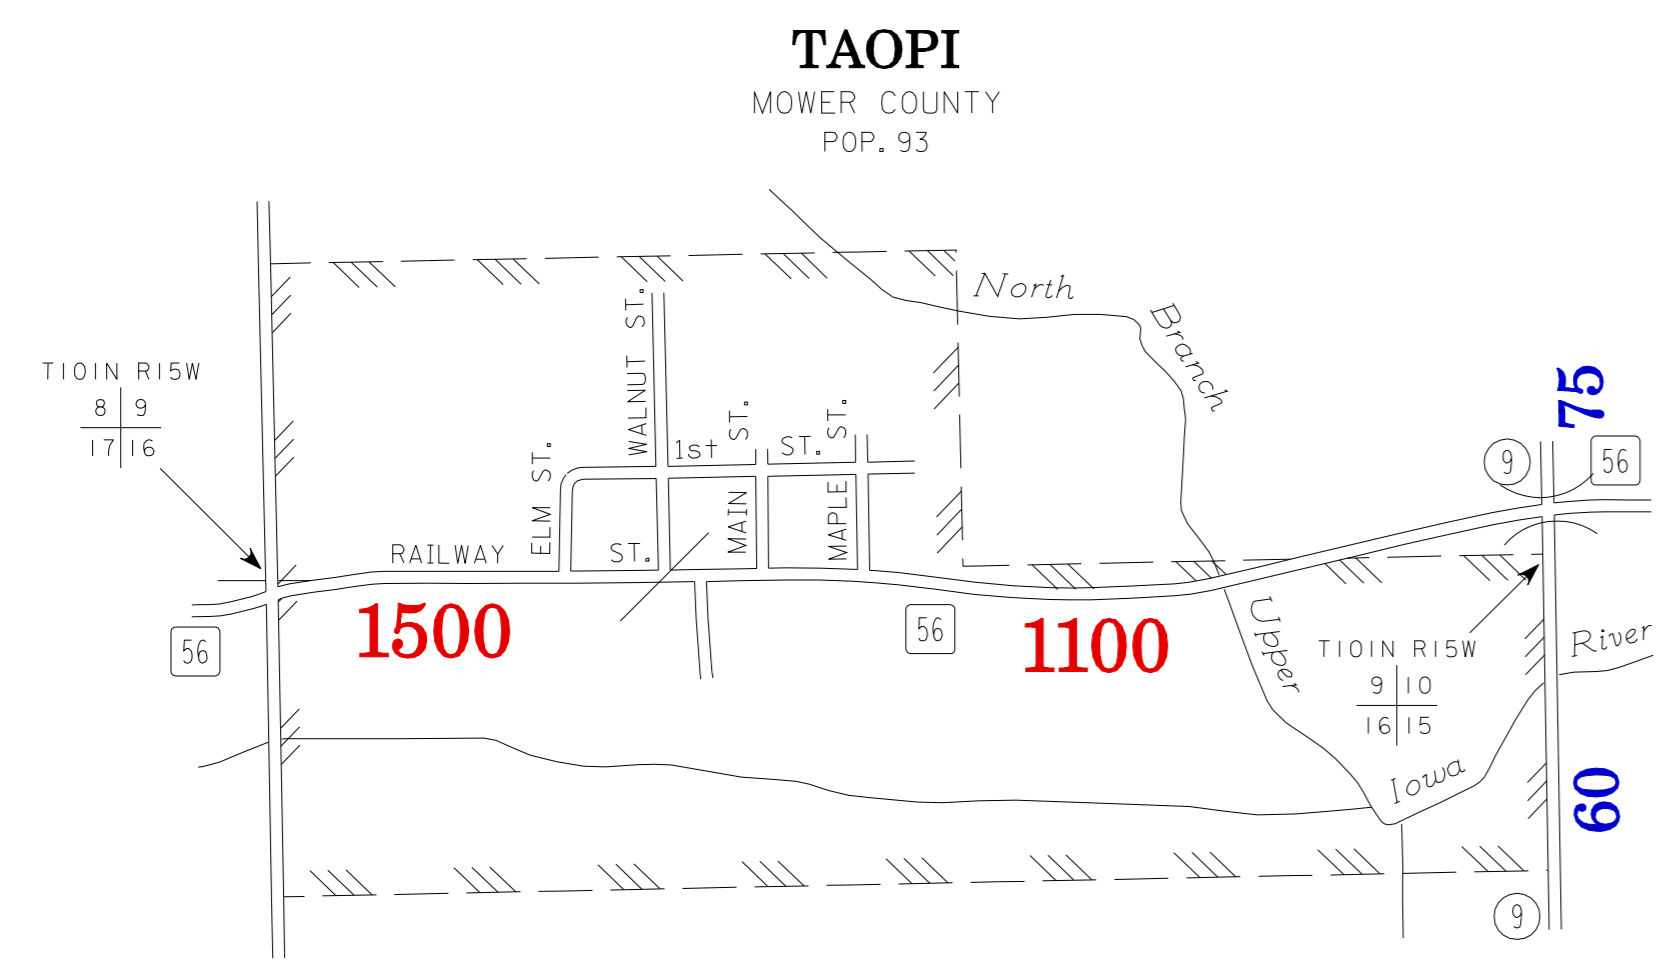 TAOPI
MOWER COUNTY
POP. 93
North
Branch
T101N R15W
8 9
17 16
WALNUT ST.
MAIN ST.
MAPLE ST.
ELM ST.
1st ST.
RAILWAY ST.
75
9
56
56
1500
56
1100
Upper
T101N R15W
9 10
16 15
River
Iowa
60
9